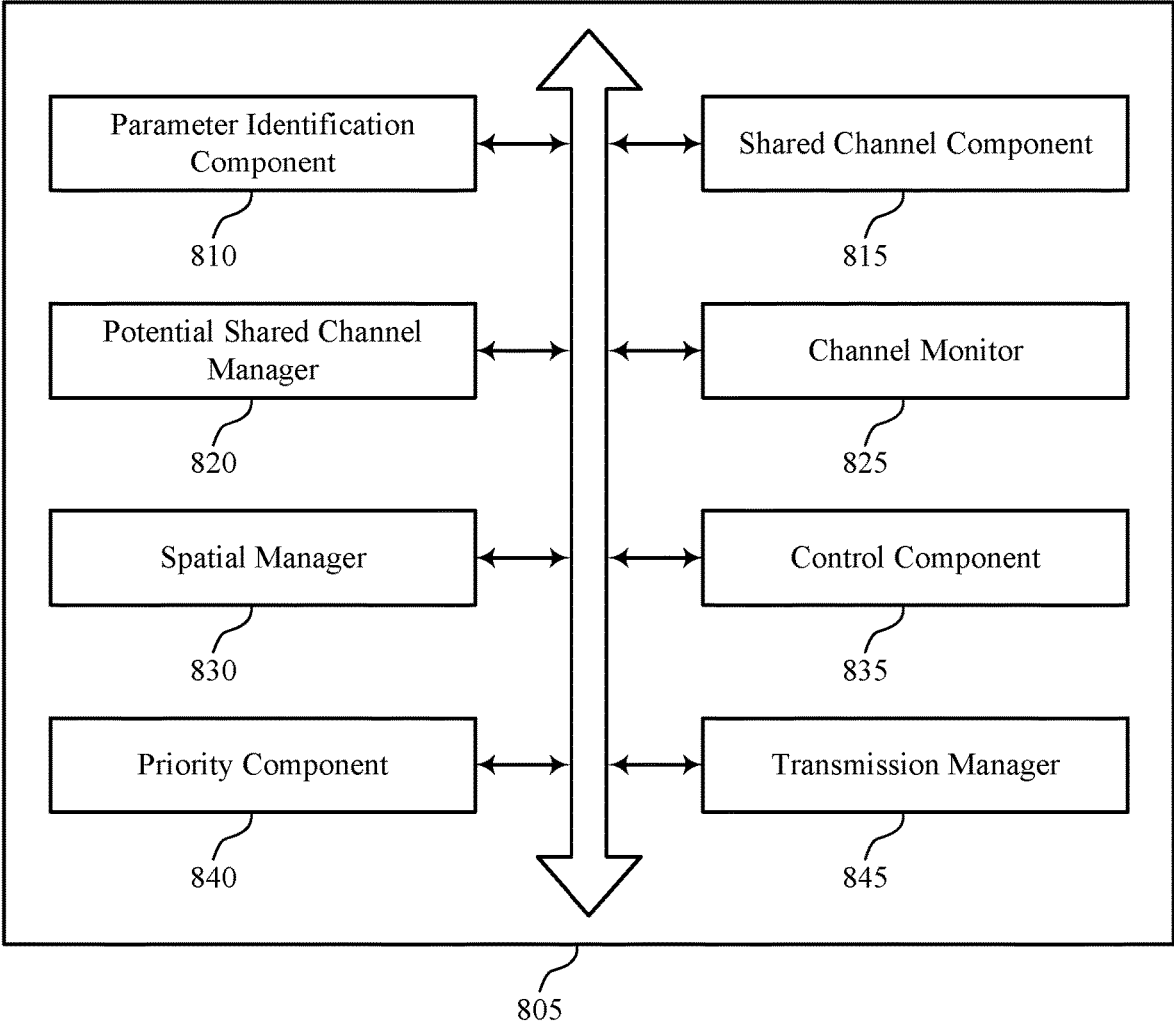 Parameter Identification
Component
810
Shared Channel Component
815
Potential Shared Channel
Manager
820
Channel Monitor
825
Spatial Manager
830
Control Component
835
Priority Component
840
Transmission Manager
845
805